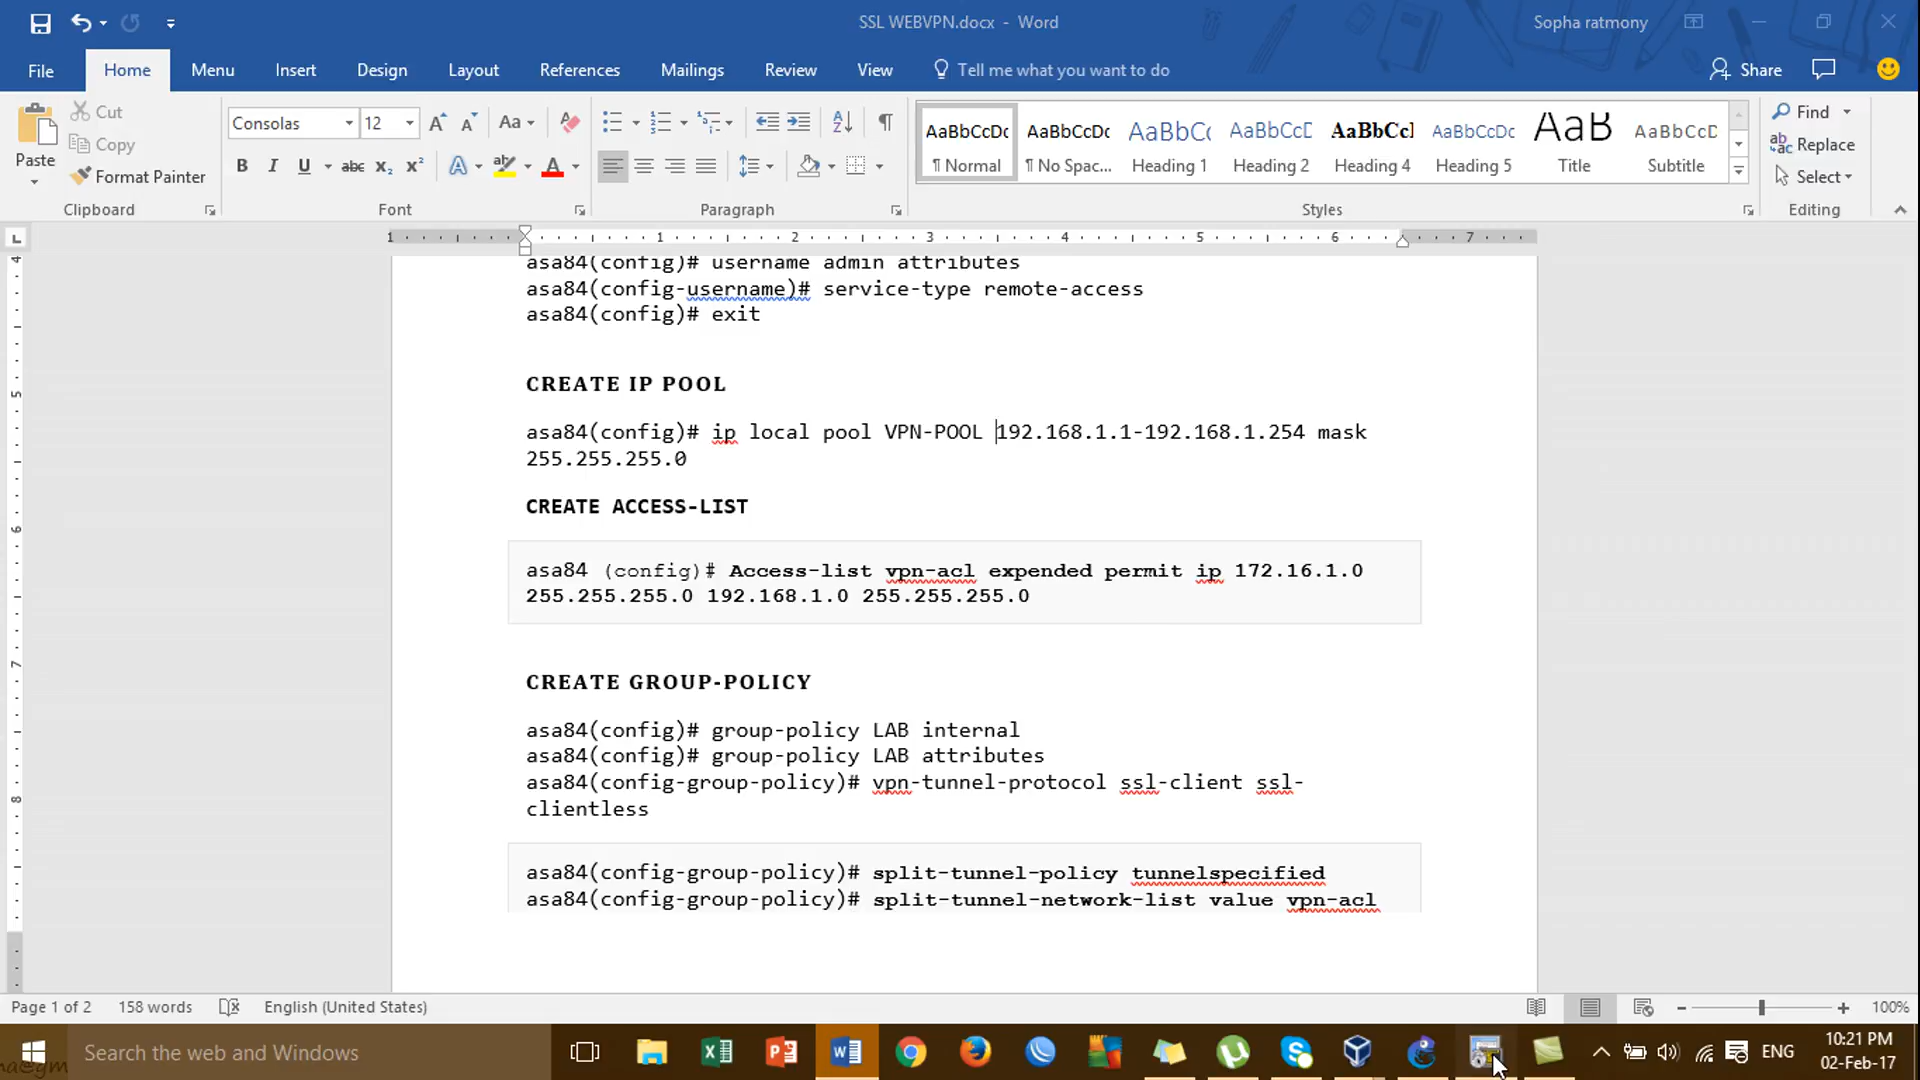 SSL WEBVPN.docx - Word
Sopha ratmony
File
Home
Menu
Insert
Design
Layout
References
Mailings
Review
View
Tell me what you want to do
Share
Paste
Cut
Copy
Format Painter
Clipboard
Consolas
12
Font
Paragraph
AaBbCcDc
¶ Normal
AaBbCcDc
¶ No Spac...
AaBbC
Heading 1
AaBbCcD
Heading 2
AaBbCcI
Heading 4
AaBbCcDc
Heading 5
AaB
Title
AaBbCcD
Subtitle
Styles
Find
Replace
Select
Editing
asa84(config)# username admin attributes
asa84(config-username)# service-type remote-access
asa84(config)# exit
CREATE IP POOL
asa84(config)# ip local pool VPN-POOL 192.168.1.1-192.168.1.254 mask
255.255.255.0
CREATE ACCESS-LIST
asa84 (config)# Access-list vpn-acl expended permit ip 172.16.1.0
255.255.255.0 192.168.1.0 255.255.255.0
CREATE GROUP-POLICY
asa84(config)# group-policy LAB internal
asa84(config)# group-policy LAB attributes
asa84(config-group-policy)# vpn-tunnel-protocol ssl-client ssl-
clientless
asa84(config-group-policy)# split-tunnel-policy tunnelspecified
asa84(config-group-policy)# split-tunnel-network-list value vpn-acl
Page 1 of 2
158 words
English (United States)
100%
Search the web and Windows
ENG
10:21 PM
02-Feb-17